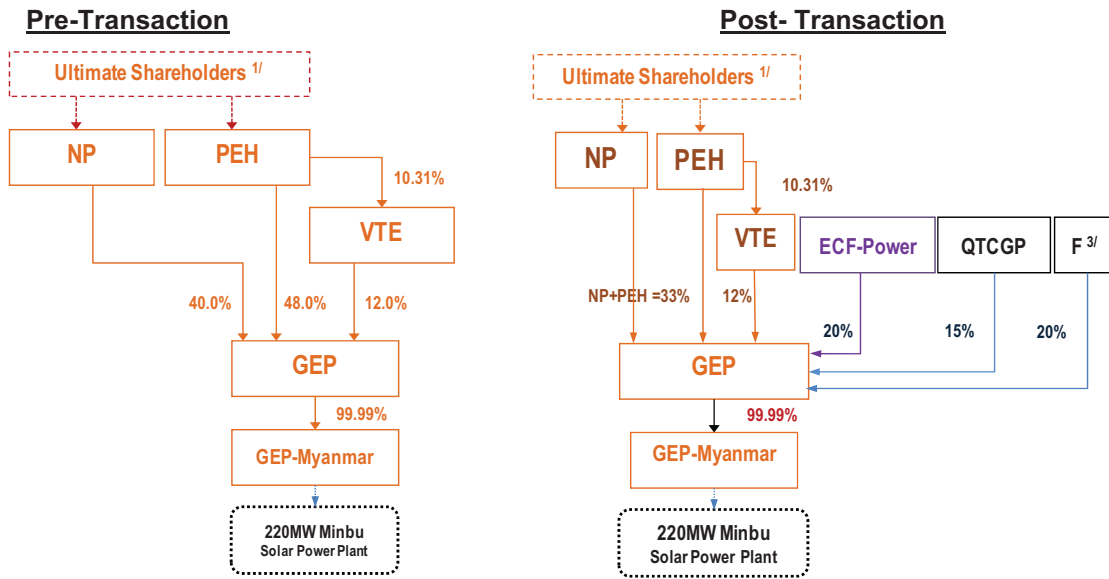 Pre-Transaction
Ultimate Shareholders 1/
NP
PEH
10.31%
VTE
40.0%
48.0%
12.0%
GEP
99.99%
GEP-Myanmar
220MW Minbu
Solar Power Plant
Post- Transaction
Ultimate Shareholders 1/
NP
PEH
10.31%
VTE
ECF-Power
QTCGP
F 3/
NP+PEH =33%
12%
20%
15%
20%
GEP
99.99%
GEP-Myanmar
220MW Minbu
Solar Power Plant